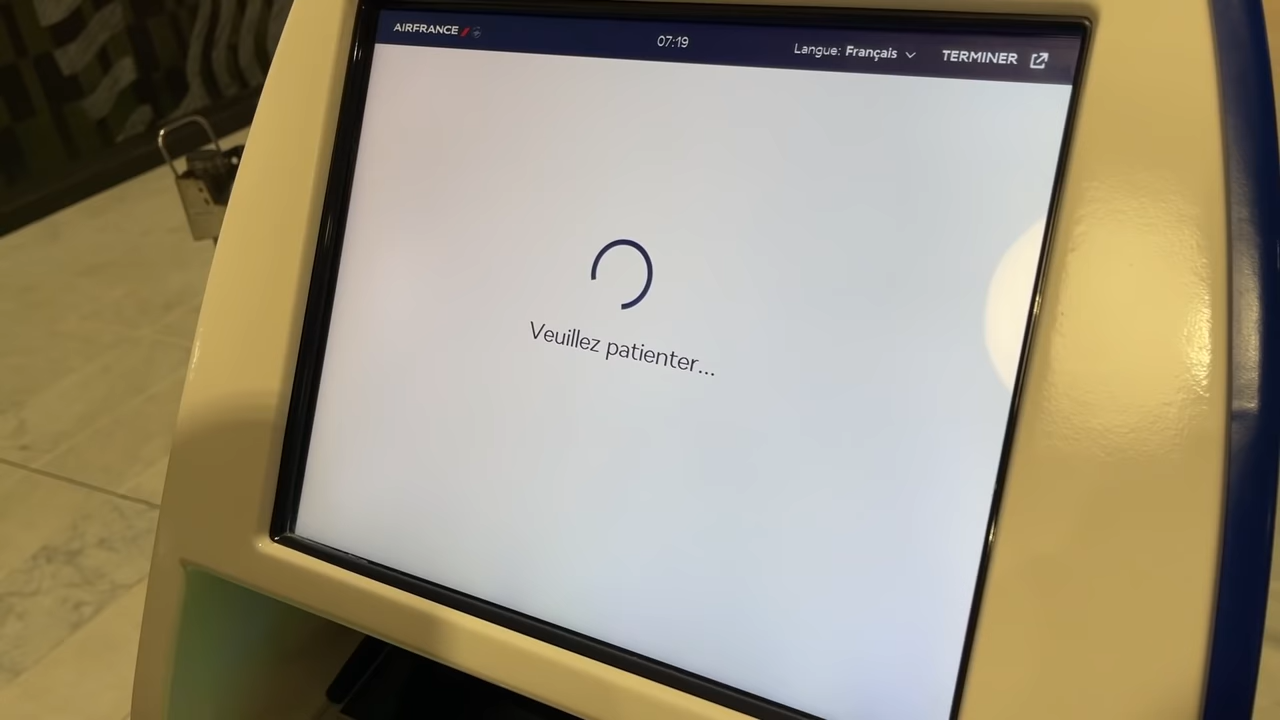 AIRFRANCE
07:19
Langue: Français
TERMINER
Veuillez patienter...